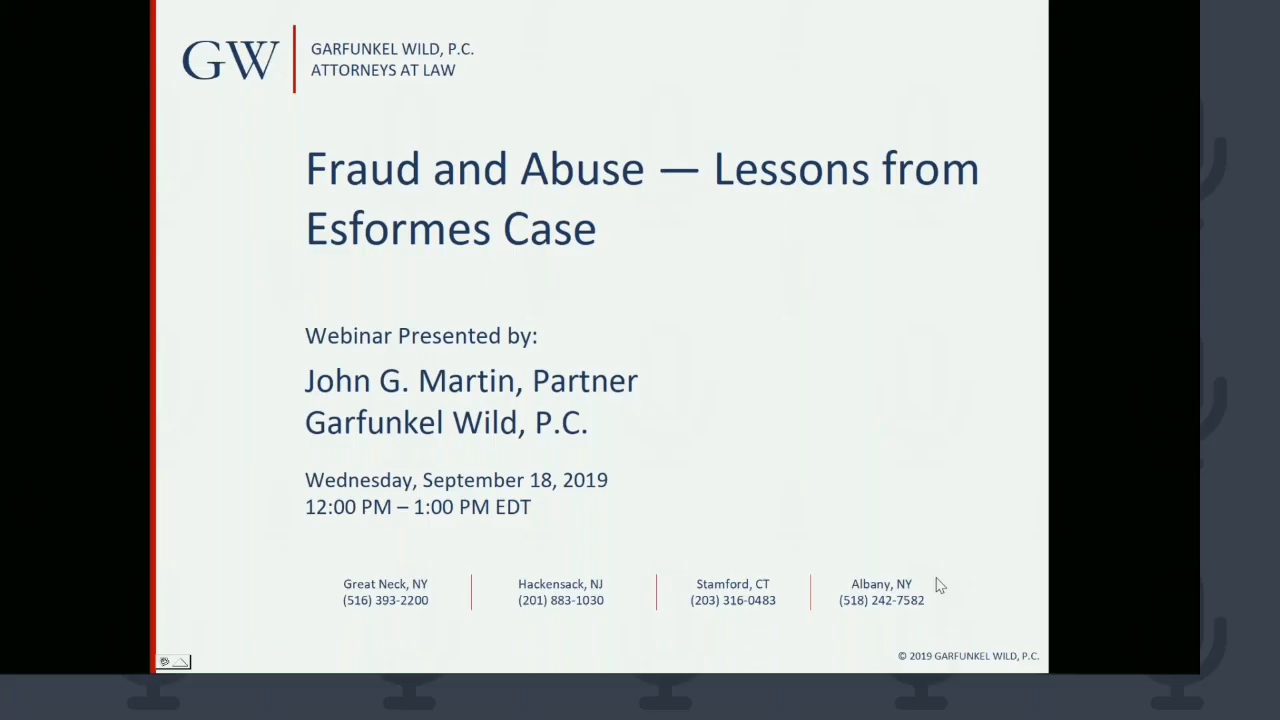 GW
GARFUNKEL WILD, P.C.
ATTORNEYS AT LAW
Fraud and Abuse — Lessons from
Esformes Case
Webinar Presented by:
John G. Martin, Partner
Garfunkel Wild, P.C.
Wednesday, September 18, 2019
12:00 PM – 1:00 PM EDT
Great Neck, NY
(516) 393-2200
Hackensack, NJ
(201) 883-1030
Stamford, CT
(203) 316-0483
Albany, NY
(518) 242-7582
© 2019 GARFUNKEL WILD, P.C.